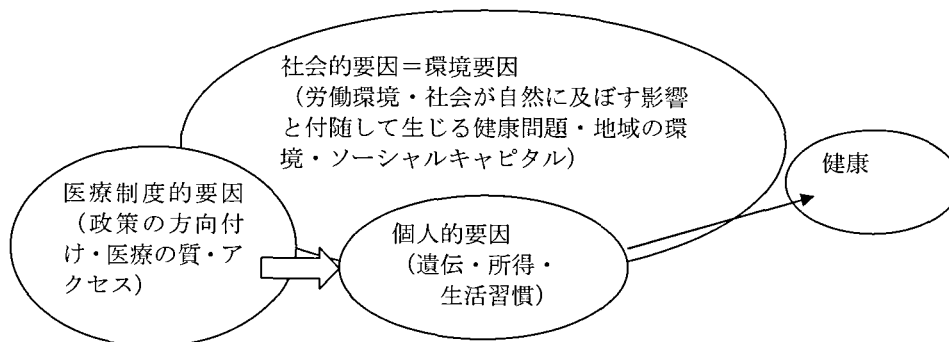 社会的要因＝環境要因
（労働環境・社会が自然に及ぼす影響
と付随して生じる健康問題・地域の環
境・ソーシャルキャピタル）
健康
医療制度的要因
（政策の方向付
け・医療の質・ア
クセス）
個人的要因
（遺伝・所得・
生活習慣）